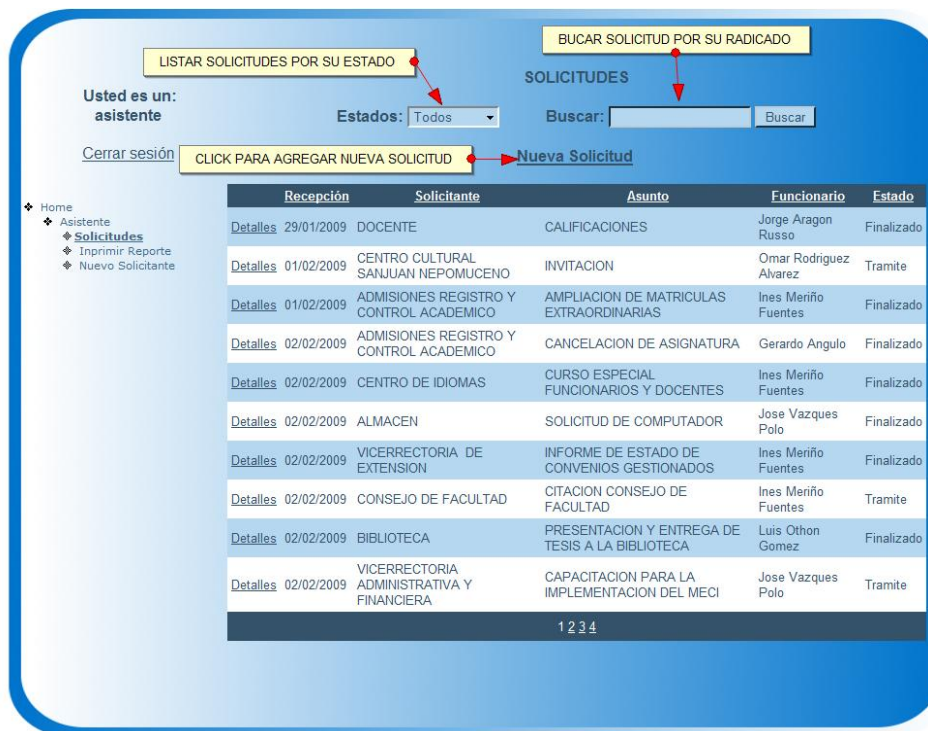 BUCAR SOLICITUD POR SU RADICADO
LISTAR SOLICITUDES POR SU ESTADO
SOLICITUDES
Usted es un:
asistente
Estados: Todos
Buscar: Buscar
Cerrar sesión
CLICK PARA AGREGAR NUEVA SOLICITUD
Nueva Solicitud
Home
Asistente
Solicitudes
Inprimir Reporte
Nuevo Solicitante
Recepción Solicitante Asunto Funcionario Estado
Detalles 29/01/2009 DOCENTE CALIFICACIONES Jorge Aragon
Russo Finalizado
Detalles 01/02/2009 CENTRO CULTURAL
SANJUAN NEPOMUCENO INVITACION Omar Rodriguez
Alvarez Tramite
Detalles 01/02/2009 ADMISIONES REGISTRO Y
CONTROL ACADEMICO AMPLIACION DE MATRICULAS
EXTRAORDINARIAS Ines Meriño
Fuentes Finalizado
Detalles 02/02/2009 ADMISIONES REGISTRO Y
CONTROL ACADEMICO CANCELACION DE ASIGNATURA Gerardo Angulo Finalizado
Detalles 02/02/2009 CENTRO DE IDIOMAS CURSO ESPECIAL
FUNCIONARIOS Y DOCENTES Ines Meriño
Fuentes Finalizado
Detalles 02/02/2009 ALMACEN SOLICITUD DE COMPUTADOR Jose Vazques
Polo Finalizado
Detalles 02/02/2009 VICERRECTORIA DE
EXTENSION INFORME DE ESTADO DE
CONVENIOS GESTIONADOS Ines Meriño
Fuentes Finalizado
Detalles 02/02/2009 CONSEJO DE FACULTAD CITACION CONSEJO DE
FACULTAD Ines Meriño
Fuentes Tramite
Detalles 02/02/2009 BIBLIOTECA PRESENTACION Y ENTREGA DE
TESIS A LA BIBLIOTECA Luis Othon
Gomez Finalizado
Detalles 02/02/2009 VICERRECTORIA
ADMINISTRATIVA Y
FINANCIERA CAPACITACION PARA LA
IMPLEMENTACION DEL MECI Jose Vazques
Polo Tramite
1 2 3 4